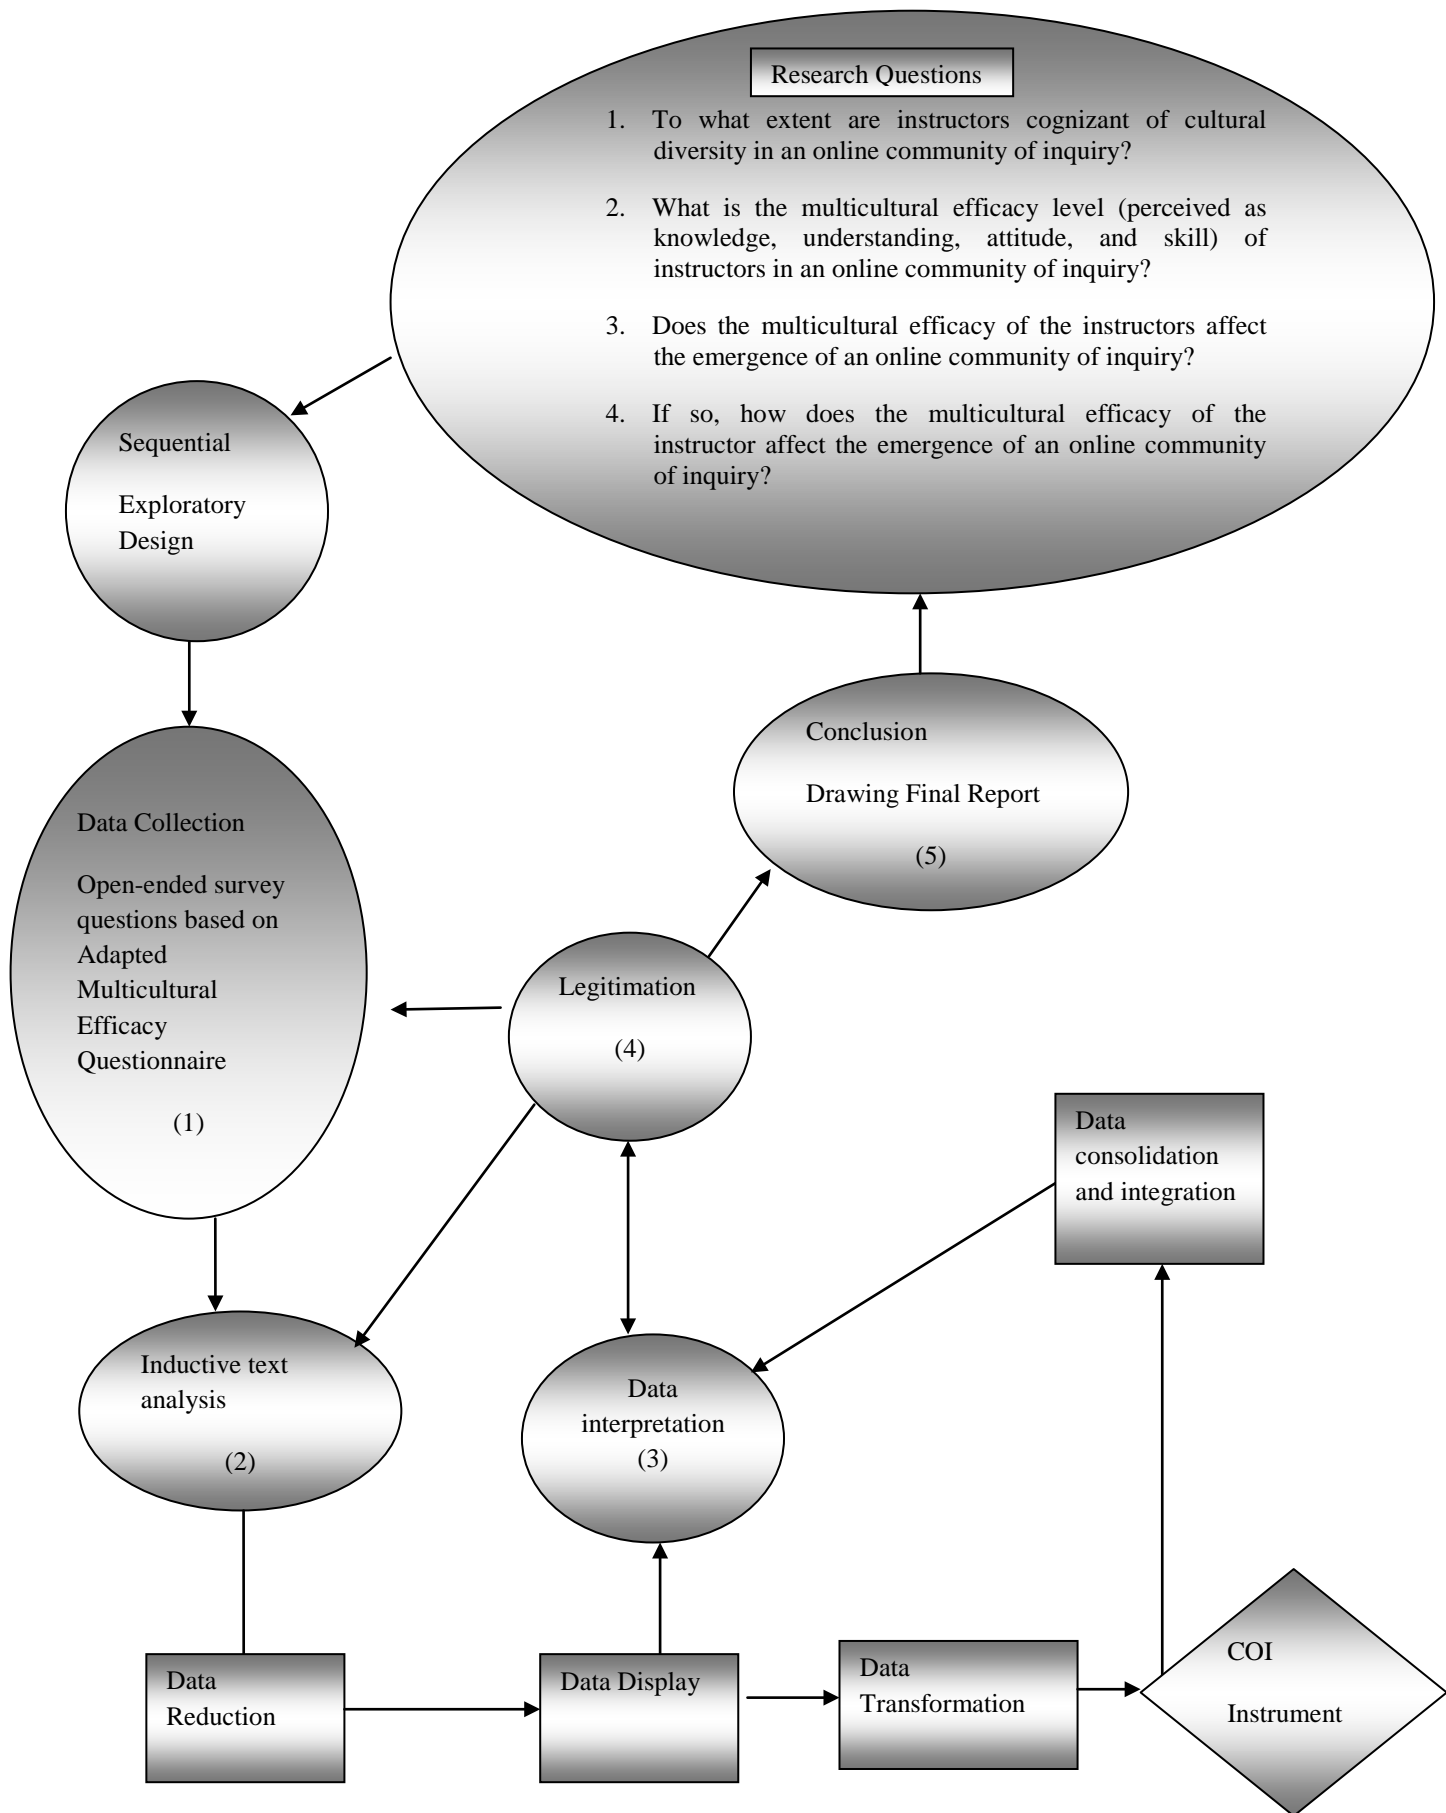 Research Questions
1. To what extent are instructors cognizant of cultural
diversity in an online community of inquiry?
2. What is the multicultural efficacy level (perceived as
knowledge, understanding, attitude, and skill) of
instructors in an online community of inquiry?
3. Does the multicultural efficacy of the instructors affect
the emergence of an online community of inquiry?
4. If so, how does the multicultural efficacy of the
instructor affect the emergence of an online community
of inquiry?
Sequential
Exploratory
Design
Data Collection
Open-ended survey
questions based on
Adapted
Multicultural
Efficacy
Questionnaire
(1)
Conclusion
Drawing Final Report
(5)
Legitimation
(4)
Data
consolidation
and integration
Inductive text
analysis
(2)
Data
interpretation
(3)
Data
Reduction
Data Display
Data
Transformation
COI
Instrument